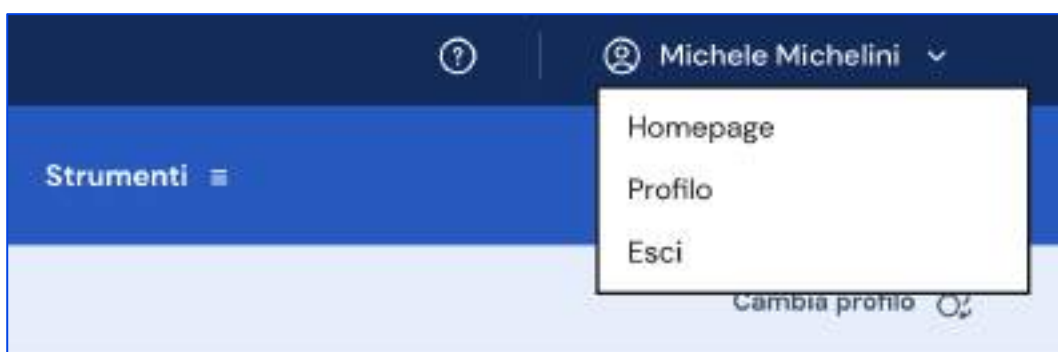 Michele Michelini
Strumenti
Homepage
Profilo
Esci
Cambia profilo